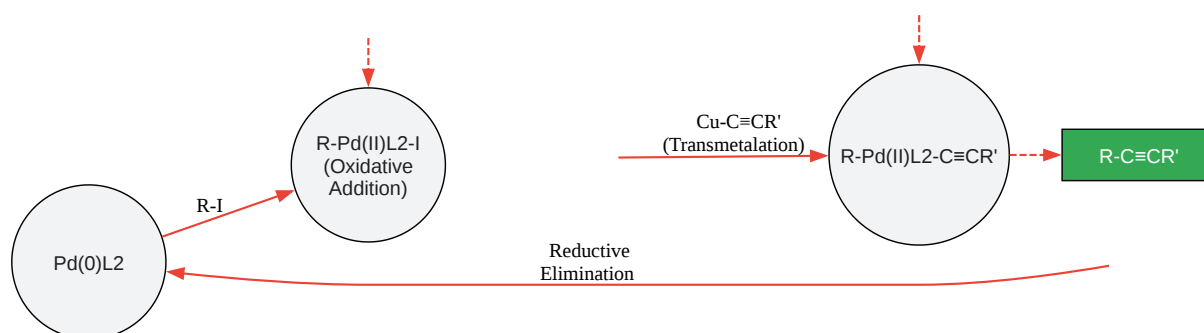 R-Pd(II)L2-I
(Oxidative
Addition)
Cu-C≡CR'
(Transmetalation)
R-Pd(II)L2-C≡CR'
R-C≡CR'
R-I
Pd(0)L2
Reductive
Elimination